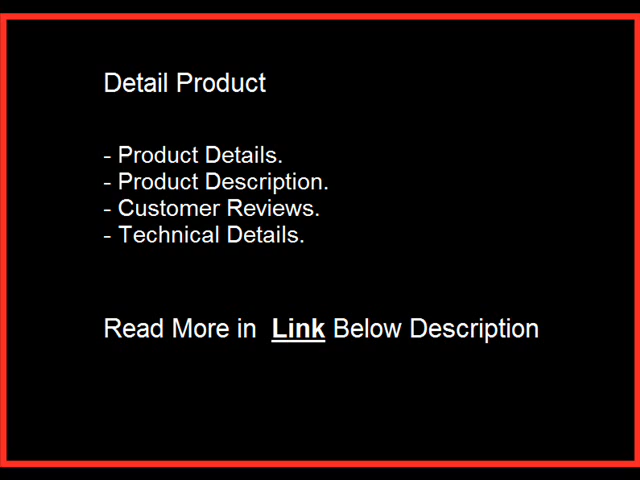 Detail Product
- Product Details.
- Product Description.
- Customer Reviews.
- Technical Details.
Read More in Link Below Description